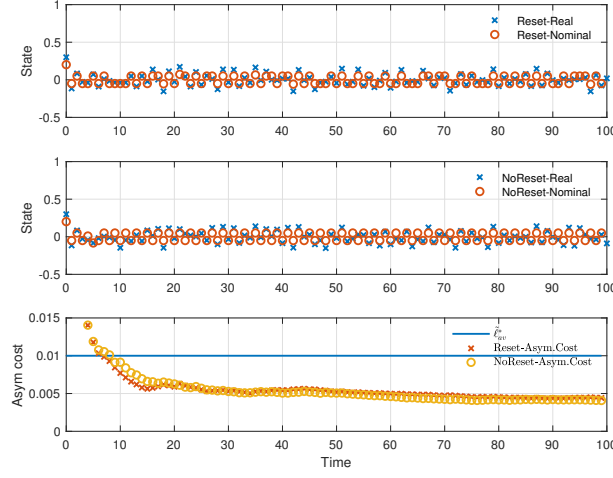 1
0.5
0
-0.5
State
Reset-Real
Reset-Nominal
0 10 20 30 40 50 60 70 80 90 100
1
0.5
0
-0.5
State
NoReset-Real
NoReset-Nominal
0 10 20 30 40 50 60 70 80 90 100
0.015
0.01
0.005
0
Asym cost
ℓ̃*uv
Reset-Asym.Cost
NoReset-Asym.Cost
0 10 20 30 40 50 60 70 80 90 100
Time